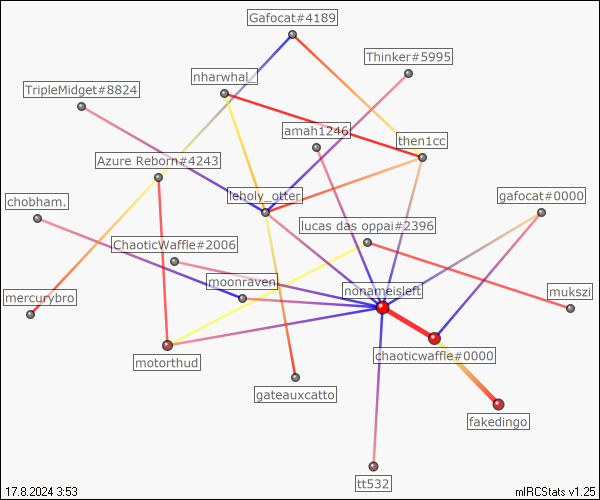 Gafocat#4189
Thinker#5995
nharwhal_
TripleMidget#8824
amah1246
then1cc
Azure Reborn#4243
chobham.
leholy_otter
gafocat#0000
lucas das oppai#2396
ChaoticWaffle#2006
moonraven.
nonameisleft
mercurybro
mukszi
motorthud
chaoticwaffle#0000
gateauxcatto
fakedingo
tt532
17.8.2024 3:53
mIRCStats v1.25